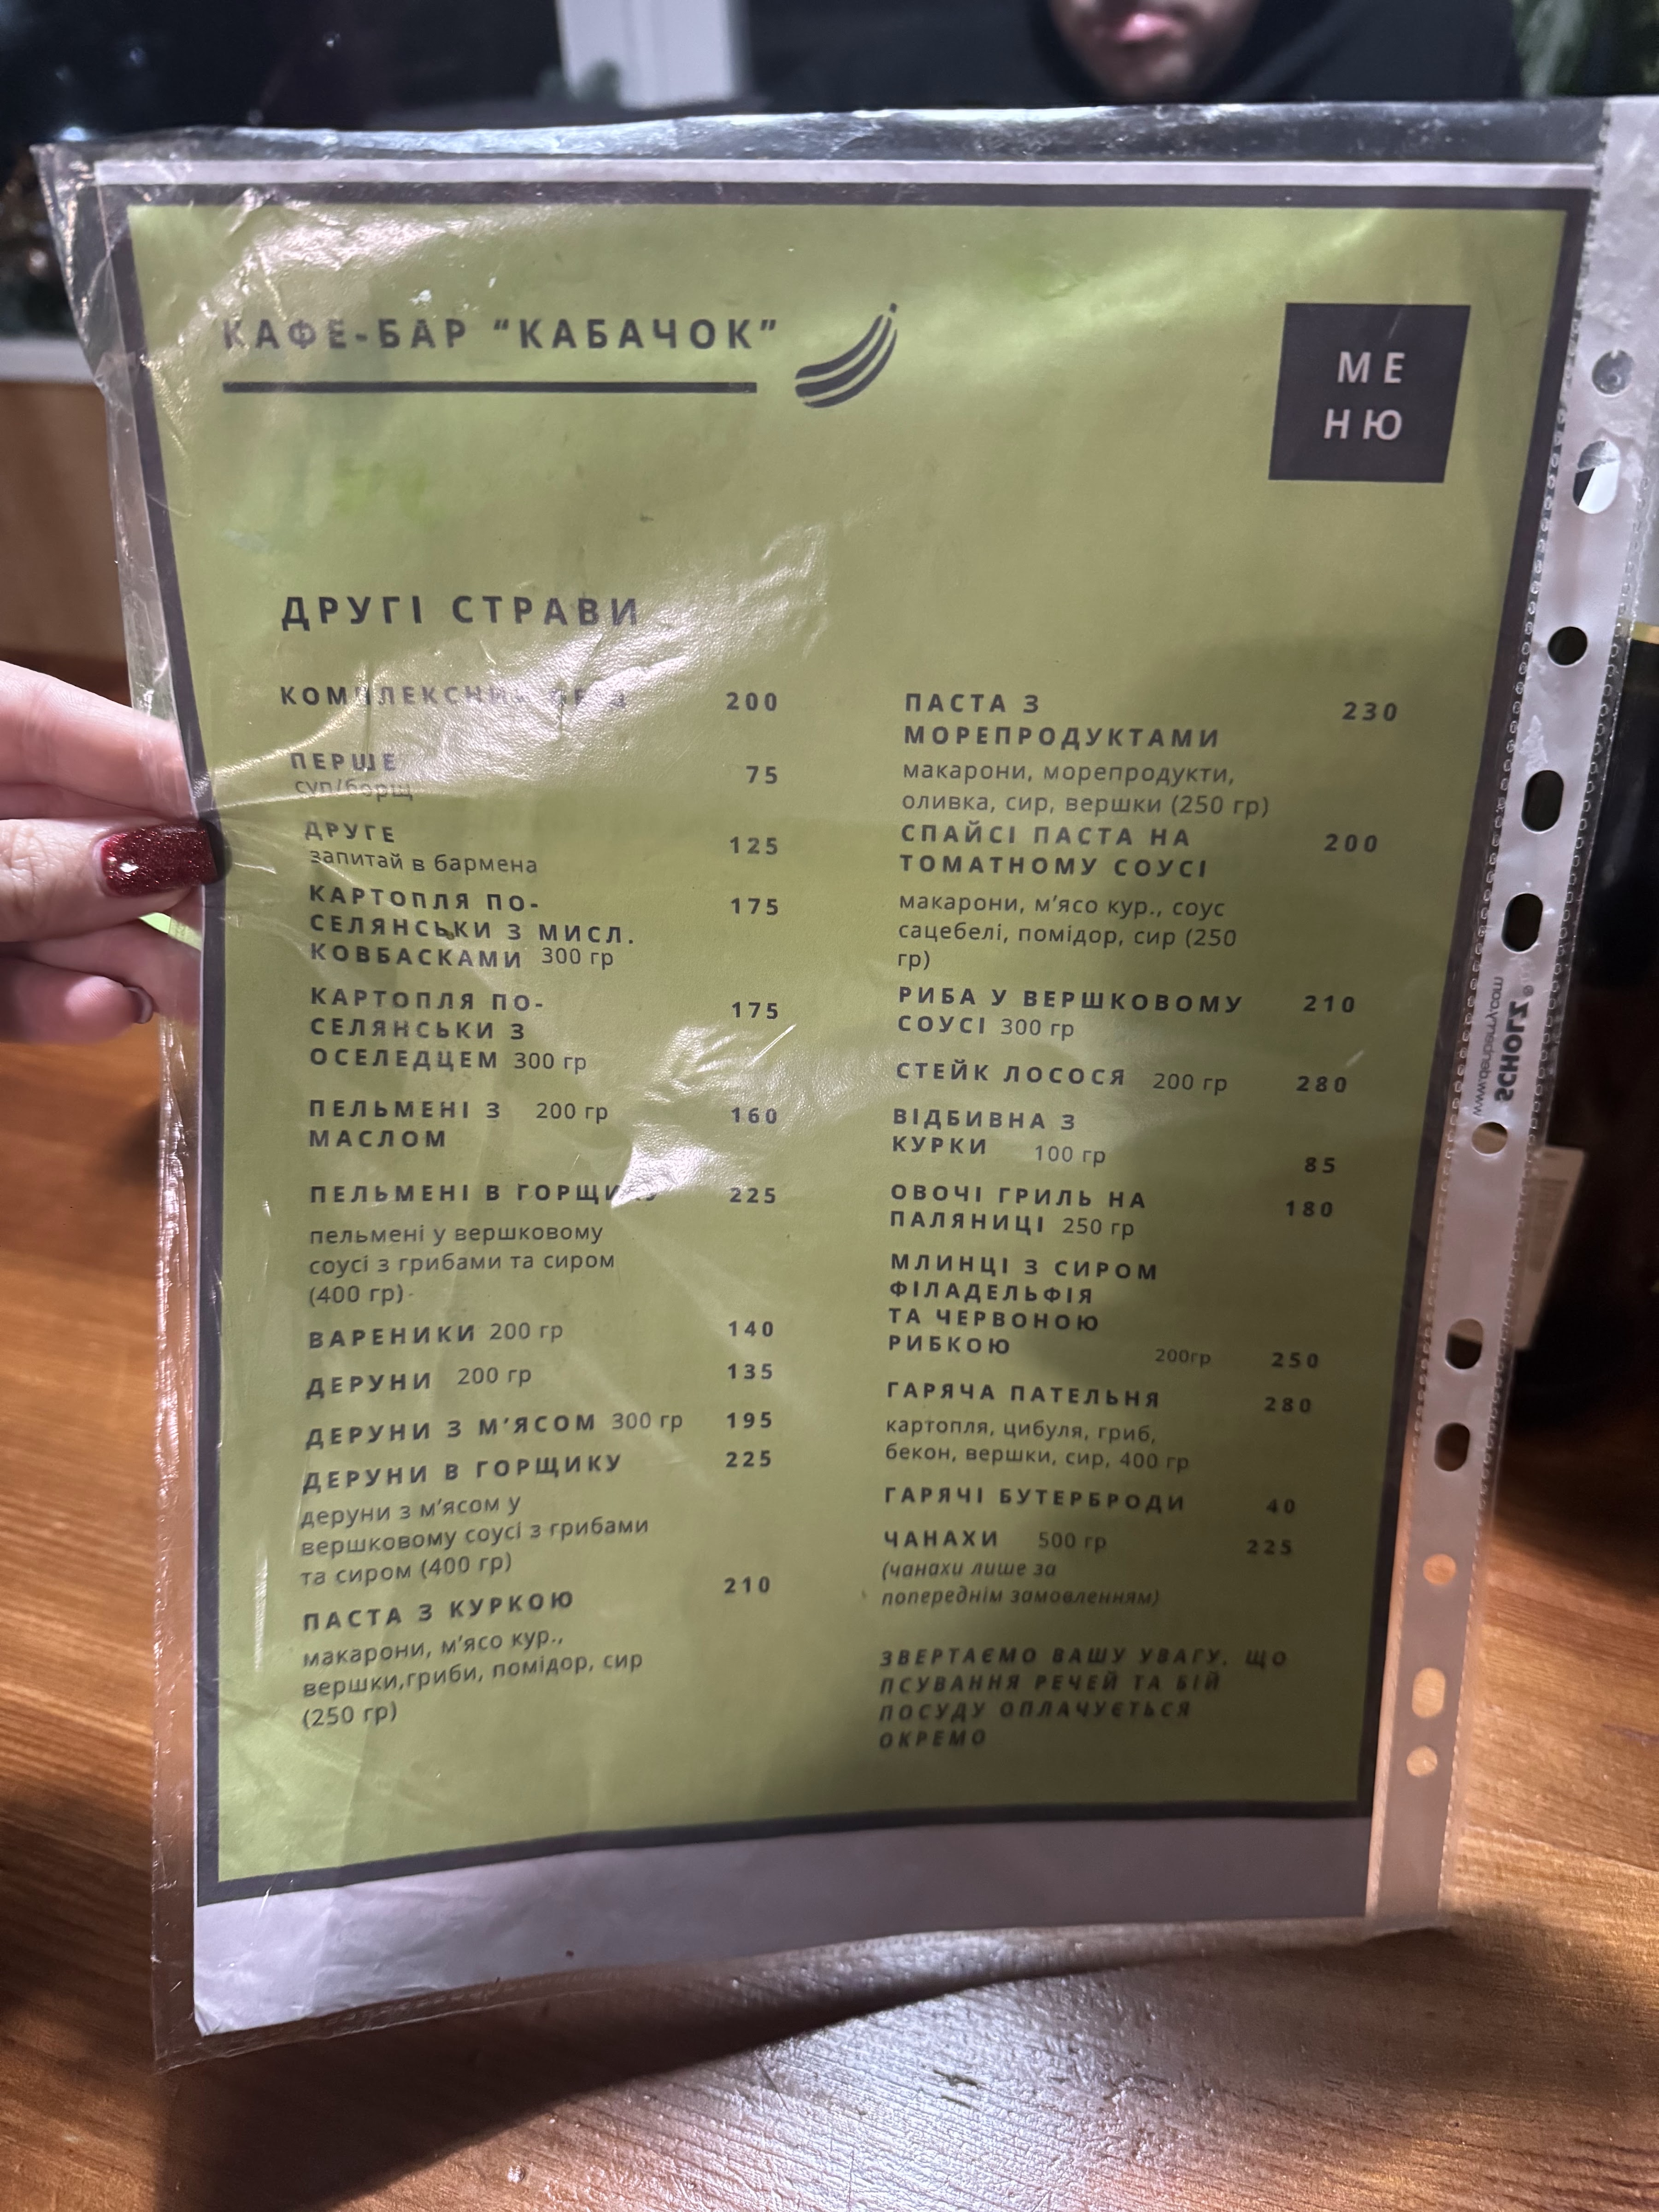 КАФЕ-БАР “КАБАЧОК”
МЕ
НЮ
ДРУГІ СТРАВИ
200
ПЕРШЕ 75
суп/борщ
ДРУГЕ 125
запитай в бармена
КАРТОПЛЯ ПО- 175
СЕЛЯНСЬКИ З МИСЛ.
КОВБАСКАМИ 300 гр
КАРТОПЛЯ ПО- 175
СЕЛЯНСЬКИ З
ОСЕЛЕДЦЕМ 300 гр
ПЕЛЬМЕНІ З 200 гр 160
МАСЛОМ
ПЕЛЬМЕНІ В ГОРЩИКУ 225
пельмені у вершковому
соусі з грибами та сиром
(400 гр)
ВАРЕНИКИ 200 гр 140
ДЕРУНИ 200 гр 135
ДЕРУНИ З М’ЯСОМ 300 гр 195
ДЕРУНИ В ГОРЩИКУ 225
деруни з м’ясом у
вершковому соусі з грибами
та сиром (400 гр)
ПАСТА З КУРКОЮ 210
макарони, м’ясо кур.,
вершки,гриби, помідор, сир
(250 гр)
ПАСТА З 230
МОРЕПРОДУКТАМИ
макарони, морепродукти,
оливка, сир, вершки (250 гр)
СПАЙСІ ПАСТА НА 200
ТОМАТНОМУ СОУСІ
макарони, м’ясо кур., соус
сацебелі, помідор, сир (250
гр)
РИБА У ВЕРШКОВОМУ 210
СОУСІ 300 гр
СТЕЙК ЛОСОСЯ 200 гр 280
ВІДБИВНА З
КУРКИ 100 гр 85
ОВОЧІ ГРИЛЬ НА 180
ПАЛЯНИЦІ 250 гр
МЛИНЦІ З СИРОМ
ФІЛАДЕЛЬФІЯ
ТА ЧЕРВОНОЮ
РИБКОЮ 200гр 250
ГАРЯЧА ПАТЕЛЬНЯ 280
картопля, цибуля, гриб,
бекон, вершки, сир, 400 гр
ГАРЯЧІ БУТЕРБРОДИ 40
ЧАНАХИ 500 гр 225
(чанахи лише за
попереднім замовленням)
ЗВЕРТАЄМО ВАШУ УВАГУ, ЩО
ПСУВАННЯ РЕЧЕЙ ТА БІЙ
ПОСУДУ ОПЛАЧУЄТЬСЯ
ОКРЕМО
SCHOLZ®